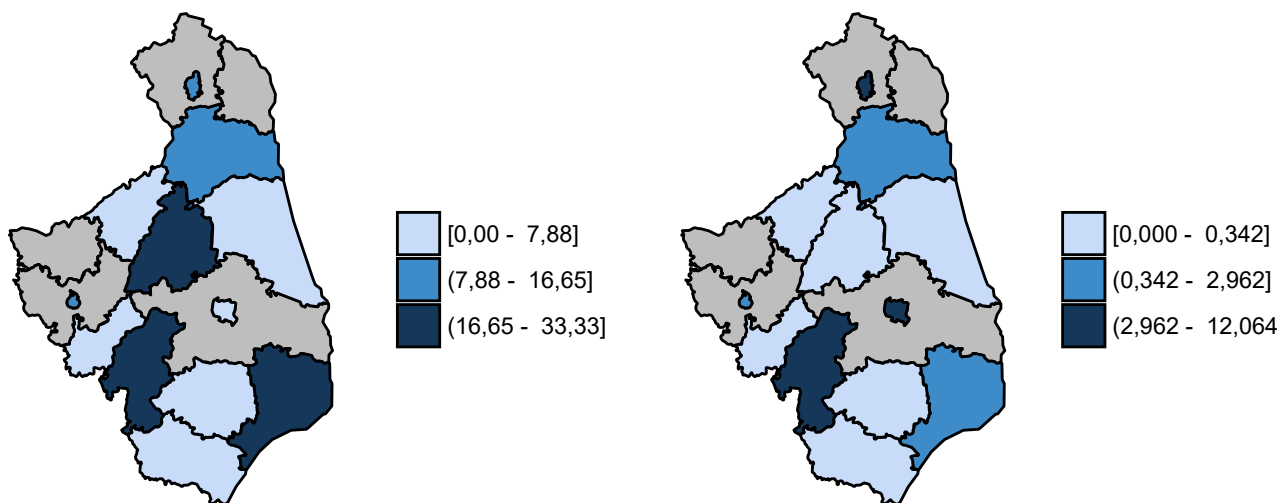 [0,00 - 7,88]
(7,88 - 16,65]
(16,65 - 33,33]
[0,000 - 0,342]
(0,342 - 2,962]
(2,962 - 12,064